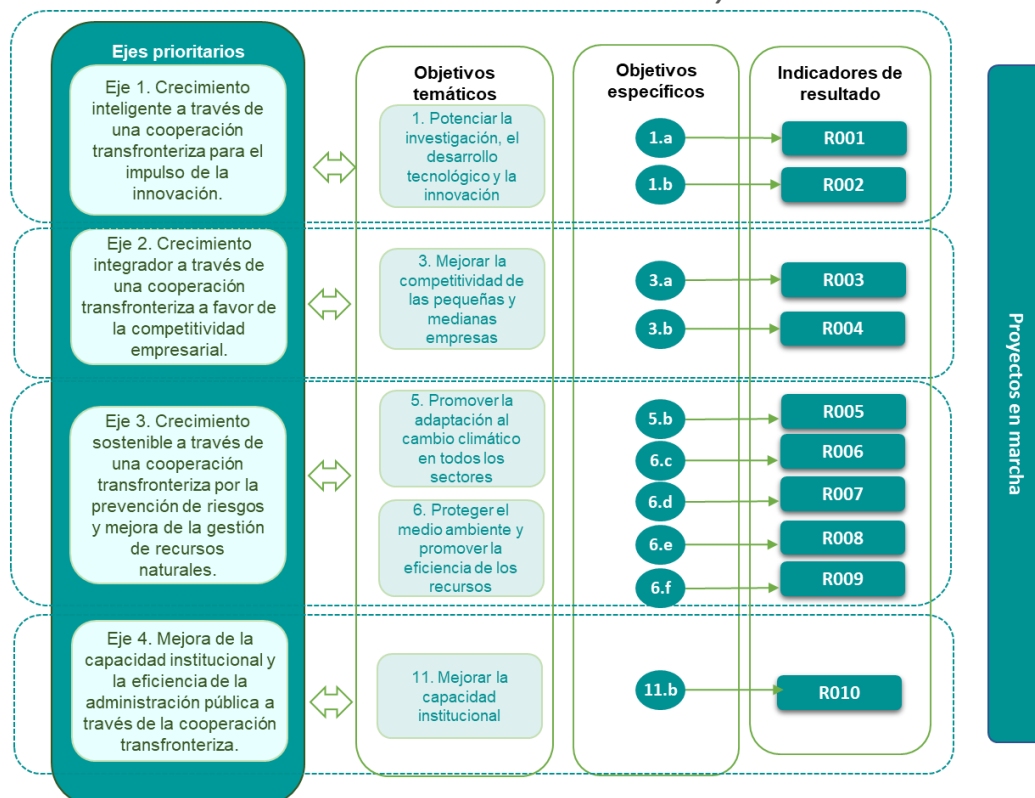 Ejes prioritarios
Eje 1. Crecimiento
inteligente a través de
una cooperación
transfronteriza para el
impulso de la
innovación.
Eje 2. Crecimiento
integrador a través de
una cooperación
transfronteriza a favor de
la competitividad
empresarial.
Eje 3. Crecimiento
sostenible a través de
una cooperación
transfronteriza por la
prevención de riesgos
y mejora de la gestión
de recursos
naturales.
Eje 4. Mejora de la
capacidad institucional y
la eficiencia de la
administración pública a
través de la cooperación
transfronteriza.
Objetivos
temáticos
1. Potenciar la
investigación, el
desarrollo
tecnológico y la
innovación
3. Mejorar la
competitividad de
las pequeñas y
medianas
empresas
5. Promover la
adaptación al
cambio climático
en todos los
sectores
6. Proteger el
medio ambiente y
promover la
eficiencia de los
recursos
11. Mejorar la
capacidad
institucional
Objetivos
específicos
1.a
1.b
3.a
3.b
5.b
6.c
6.d
6.e
6.f
11.b
Indicadores de
resultado
R001
R002
R003
R004
R005
R006
R007
R008
R009
R010
Proyectos en marcha